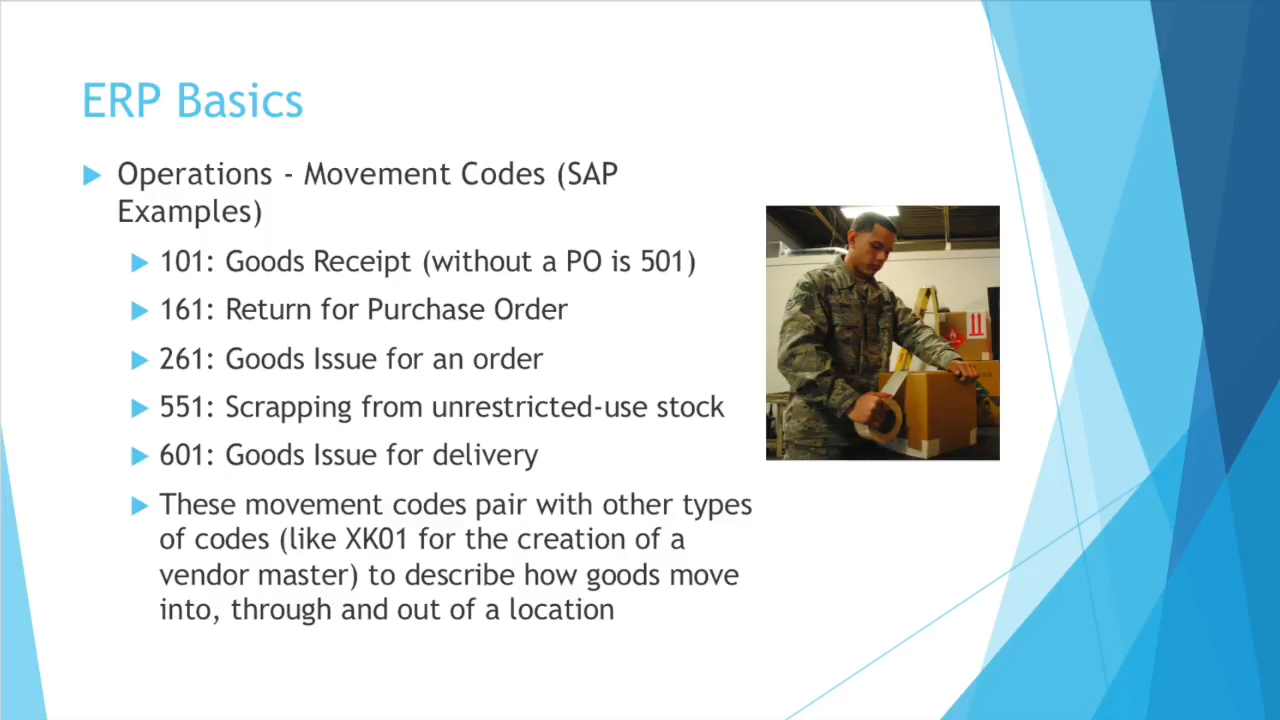 ERP Basics
Operations - Movement Codes (SAP
Examples)
101: Goods Receipt (without a PO is 501)
161: Return for Purchase Order
261: Goods Issue for an order
551: Scrapping from unrestricted-use stock
601: Goods Issue for delivery
These movement codes pair with other types
of codes (like XK01 for the creation of a
vendor master) to describe how goods move
into, through and out of a location